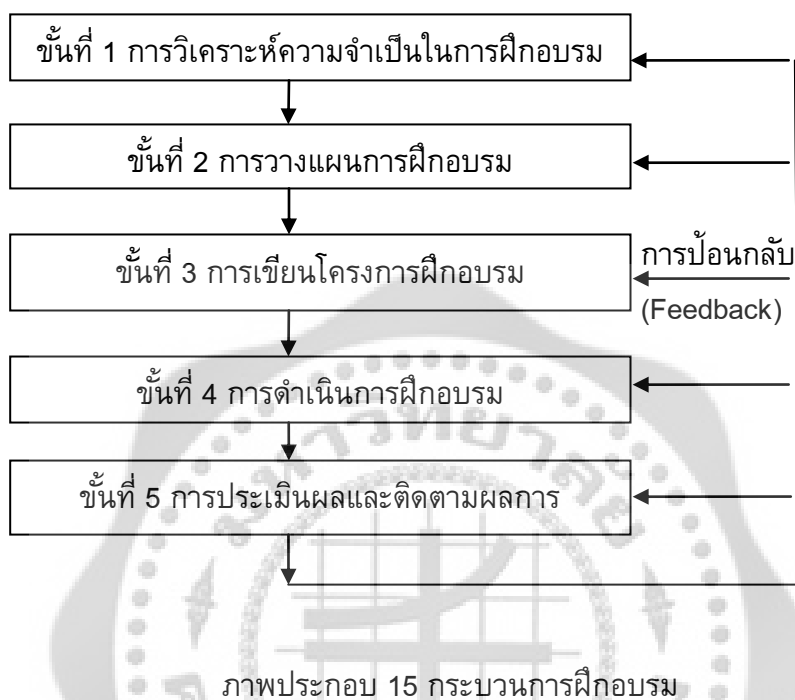 ขั้นที่ 1 การวิเคราะห์ความจำเป็นในการฝึกอบรม
ขั้นที่ 2 การวางแผนการฝึกอบรม
ขั้นที่ 3 การเขียนโครงการฝึกอบรม
การป้อนกลับ
(Feedback)
ขั้นที่ 4 การดำเนินการฝึกอบรม
ขั้นที่ 5 การประเมินผลและติดตามผลการ
ภาพประกอบ 15 กระบวนการฝึกอบรม